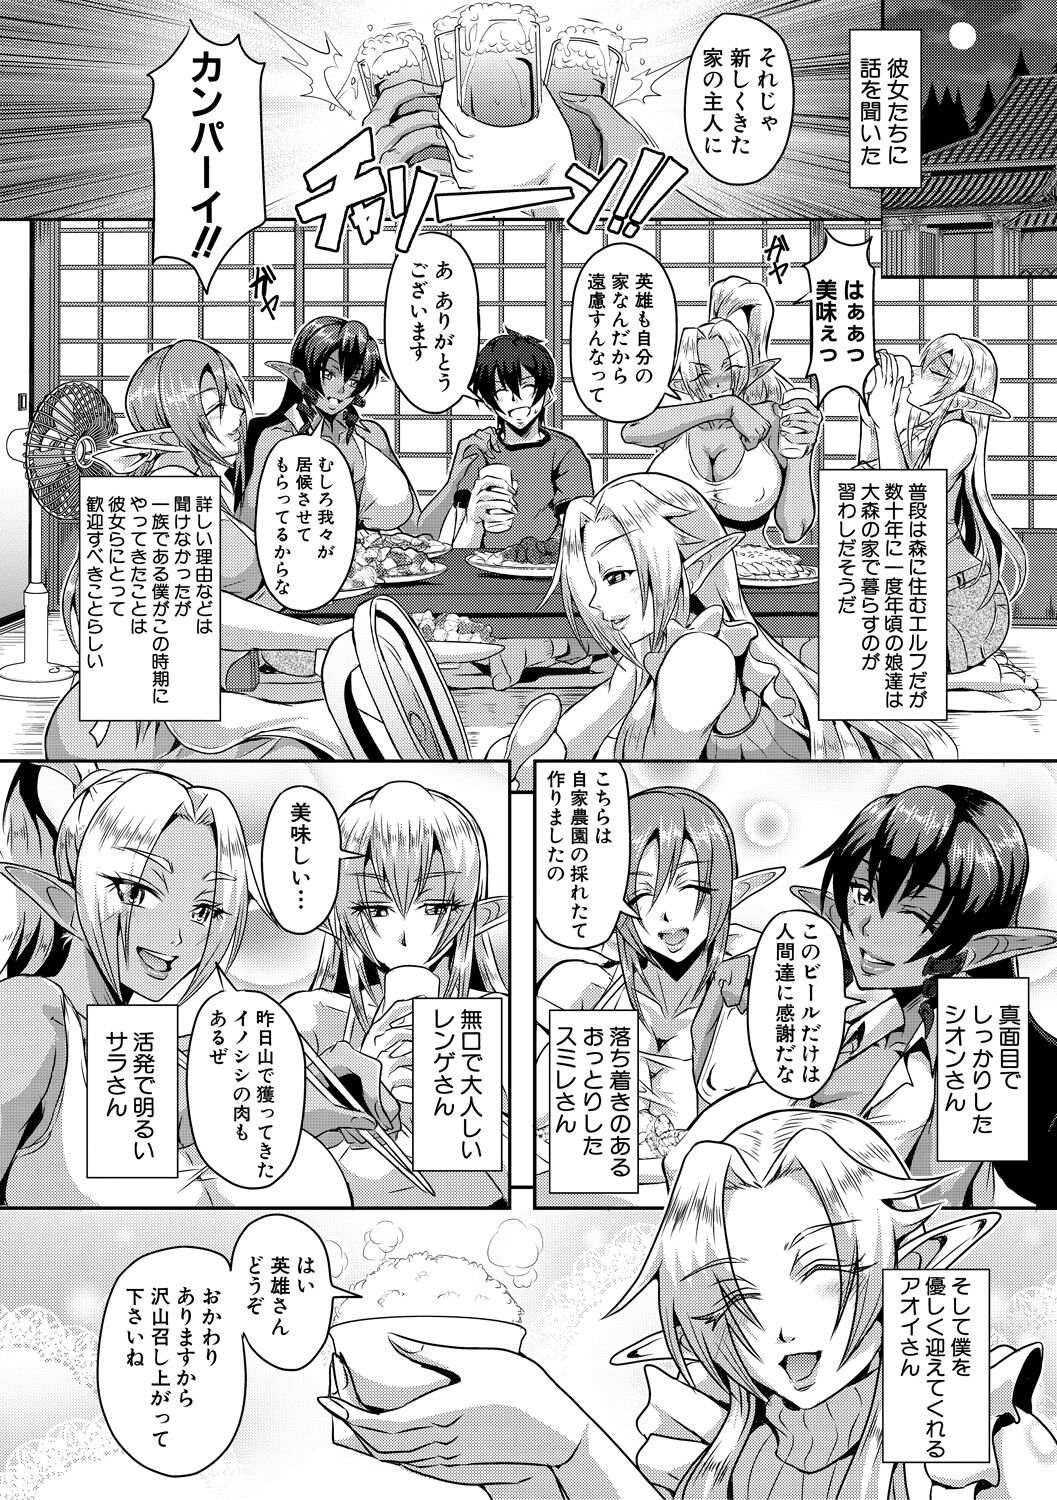 彼女たちに
話を聞いた
それじゃ
新しくきた
家の主人に
カンパーイ!!
チリーン!!
はぁぁっ
美味ぇっ
ガヤ
英雄も自分の
家なんだから
遠慮すんなって
あ ありがとう
ございます
ガヤ
むしろ我々が
居候させて
もらってるからな
普段は森に住むエルフだが
数十年に一度年頃の娘達は
大森の家で暮らすのが
習わしだそうだ
詳しい理由などは
聞けなかったが
一族である僕がこの時期に
やってきたことは
彼女らにとって
歓迎すべきことらしい
こちらは
自家農園の採れたて
作りましたの
このビールだけは
人間達に感謝だな
真面目で
しっかりした
シオンさん
落ち着きのある
おっとりした
スミレさん
美味しい…
無口で大人しい
レンゲさん
昨日山で獲ってきた
イノシシの肉も
あるぜ
活発で明るい
サラさん
そして僕を
優しく迎えてくれる
アオイさん
はい
英雄さん
どうぞ
おかわり
ありますから
沢山召し上がって
下さいね